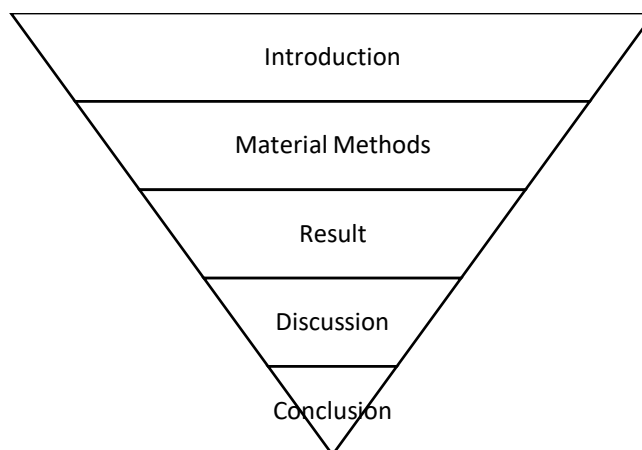 Introduction
Material Methods
Result
Discussion
Conclusion